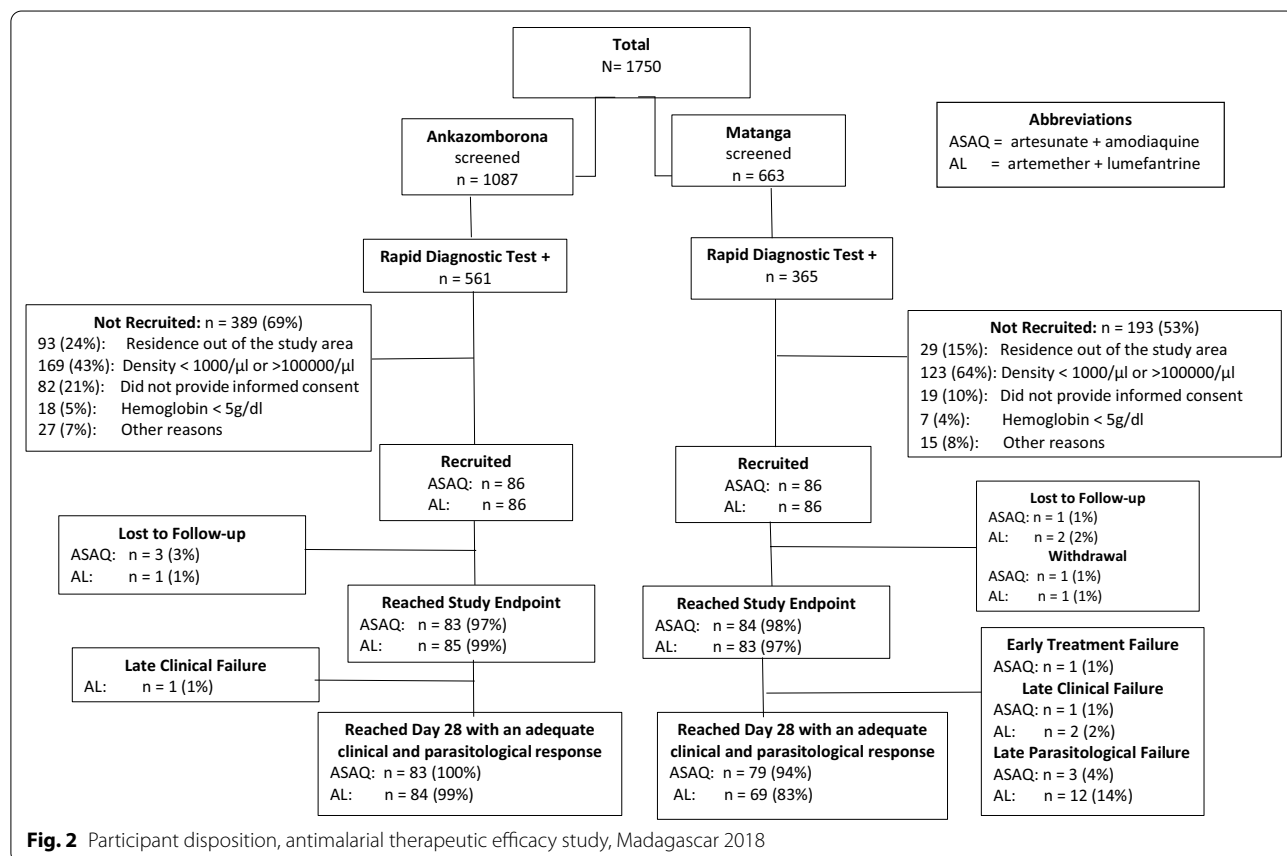 Total
N= 1750
Ankazomborona
screened
n = 1087
Matanga
screened
n = 663
Abbreviations
ASAQ = artesunate + amodiaquine
AL = artemether + lumefantrine
Rapid Diagnostic Test +
n = 561
Rapid Diagnostic Test +
n = 365
Not Recruited: n = 389 (69%)
93 (24%): Residence out of the study area
169 (43%): Density < 1000/µl or >100000/µl
82 (21%): Did not provide informed consent
18 (5%): Hemoglobin < 5g/dl
27 (7%): Other reasons
Not Recruited: n = 193 (53%)
29 (15%): Residence out of the study area
123 (64%): Density < 1000/µl or >100000/µl
19 (10%): Did not provide informed consent
7 (4%): Hemoglobin < 5g/dl
15 (8%): Other reasons
Recruited
ASAQ: n = 86
AL: n = 86
Recruited
ASAQ: n = 86
AL: n = 86
Lost to Follow-up
ASAQ: n = 3 (3%)
AL: n = 1 (1%)
Lost to Follow-up
ASAQ: n = 1 (1%)
AL: n = 2 (2%)
Withdrawal
ASAQ: n = 1 (1%)
AL: n = 1 (1%)
Reached Study Endpoint
ASAQ: n = 83 (97%)
AL: n = 85 (99%)
Reached Study Endpoint
ASAQ: n = 84 (98%)
AL: n = 83 (97%)
Late Clinical Failure
AL: n = 1 (1%)
Early Treatment Failure
ASAQ: n = 1 (1%)
Late Clinical Failure
ASAQ: n = 1 (1%)
AL: n = 2 (2%)
Late Parasitological Failure
ASAQ: n = 3 (4%)
AL: n = 12 (14%)
Reached Day 28 with an adequate
clinical and parasitological response
ASAQ: n = 83 (100%)
AL: n = 84 (99%)
Reached Day 28 with an adequate
clinical and parasitological response
ASAQ: n = 79 (94%)
AL: n = 69 (83%)
Fig. 2 Participant disposition, antimalarial therapeutic efficacy study, Madagascar 2018